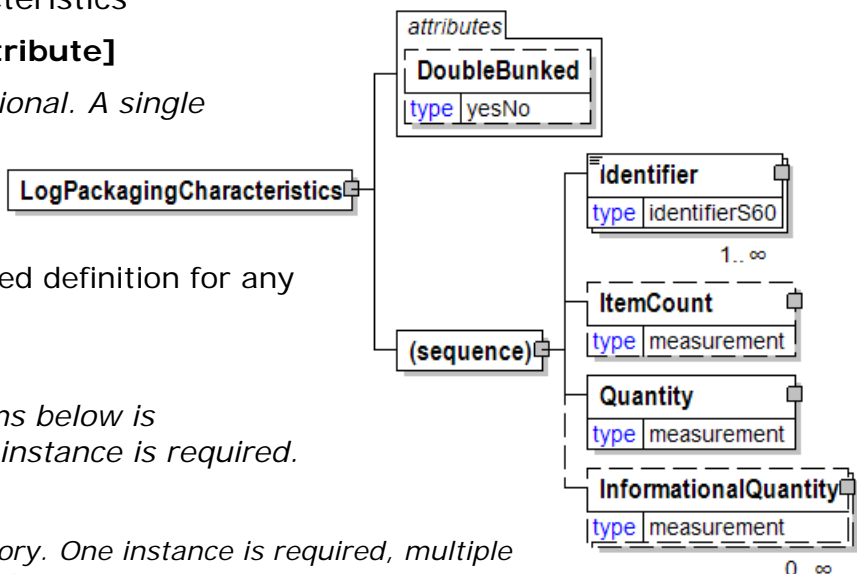 cteristics
tribute]
ional. A single
ed definition for any
ns below is
instance is required.
ory. One instance is required, multiple
attributes
DoubleBunked
type yesNo
LogPackagingCharacteristics
(sequence)
Identifier
type identifierS60
1.. ∞
ItemCount
type measurement
Quantity
type measurement
InformationalQuantity
type measurement
0.. ∞